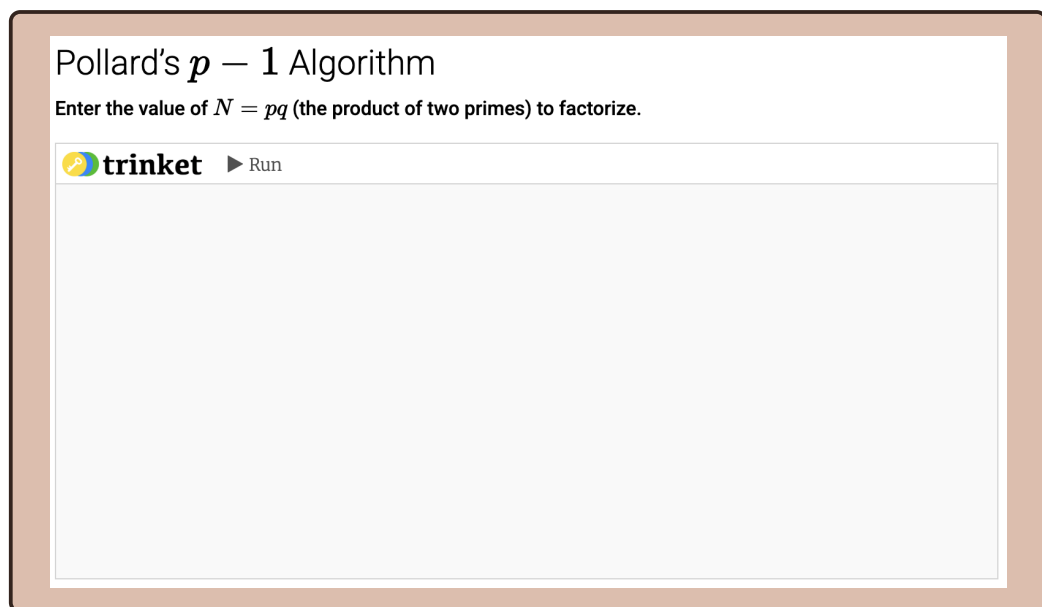 Pollard's p − 1 Algorithm
Enter the value of N = pq (the product of two primes) to factorize.
trinket Run